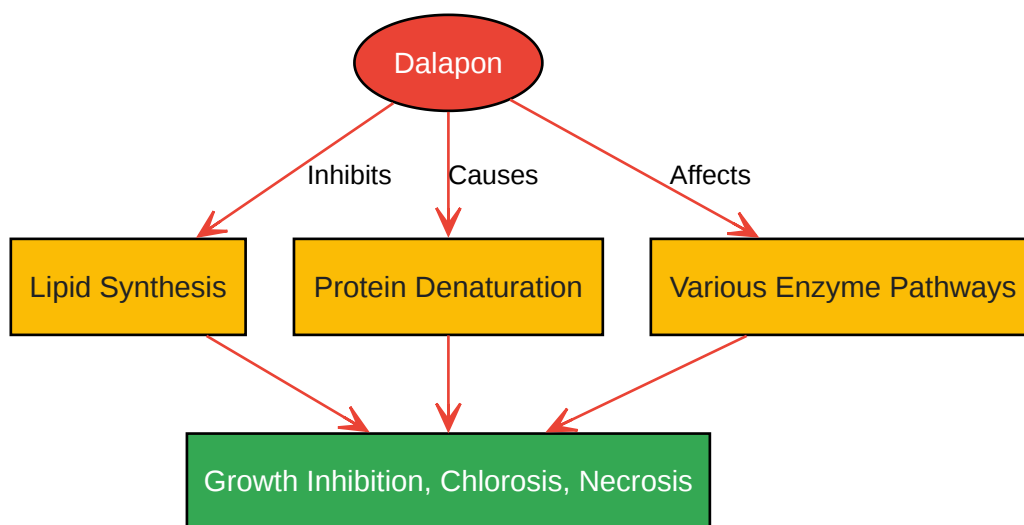 Dalapon
Inhibits
Causes
Affects
Lipid Synthesis
Protein Denaturation
Various Enzyme Pathways
Growth Inhibition, Chlorosis, Necrosis